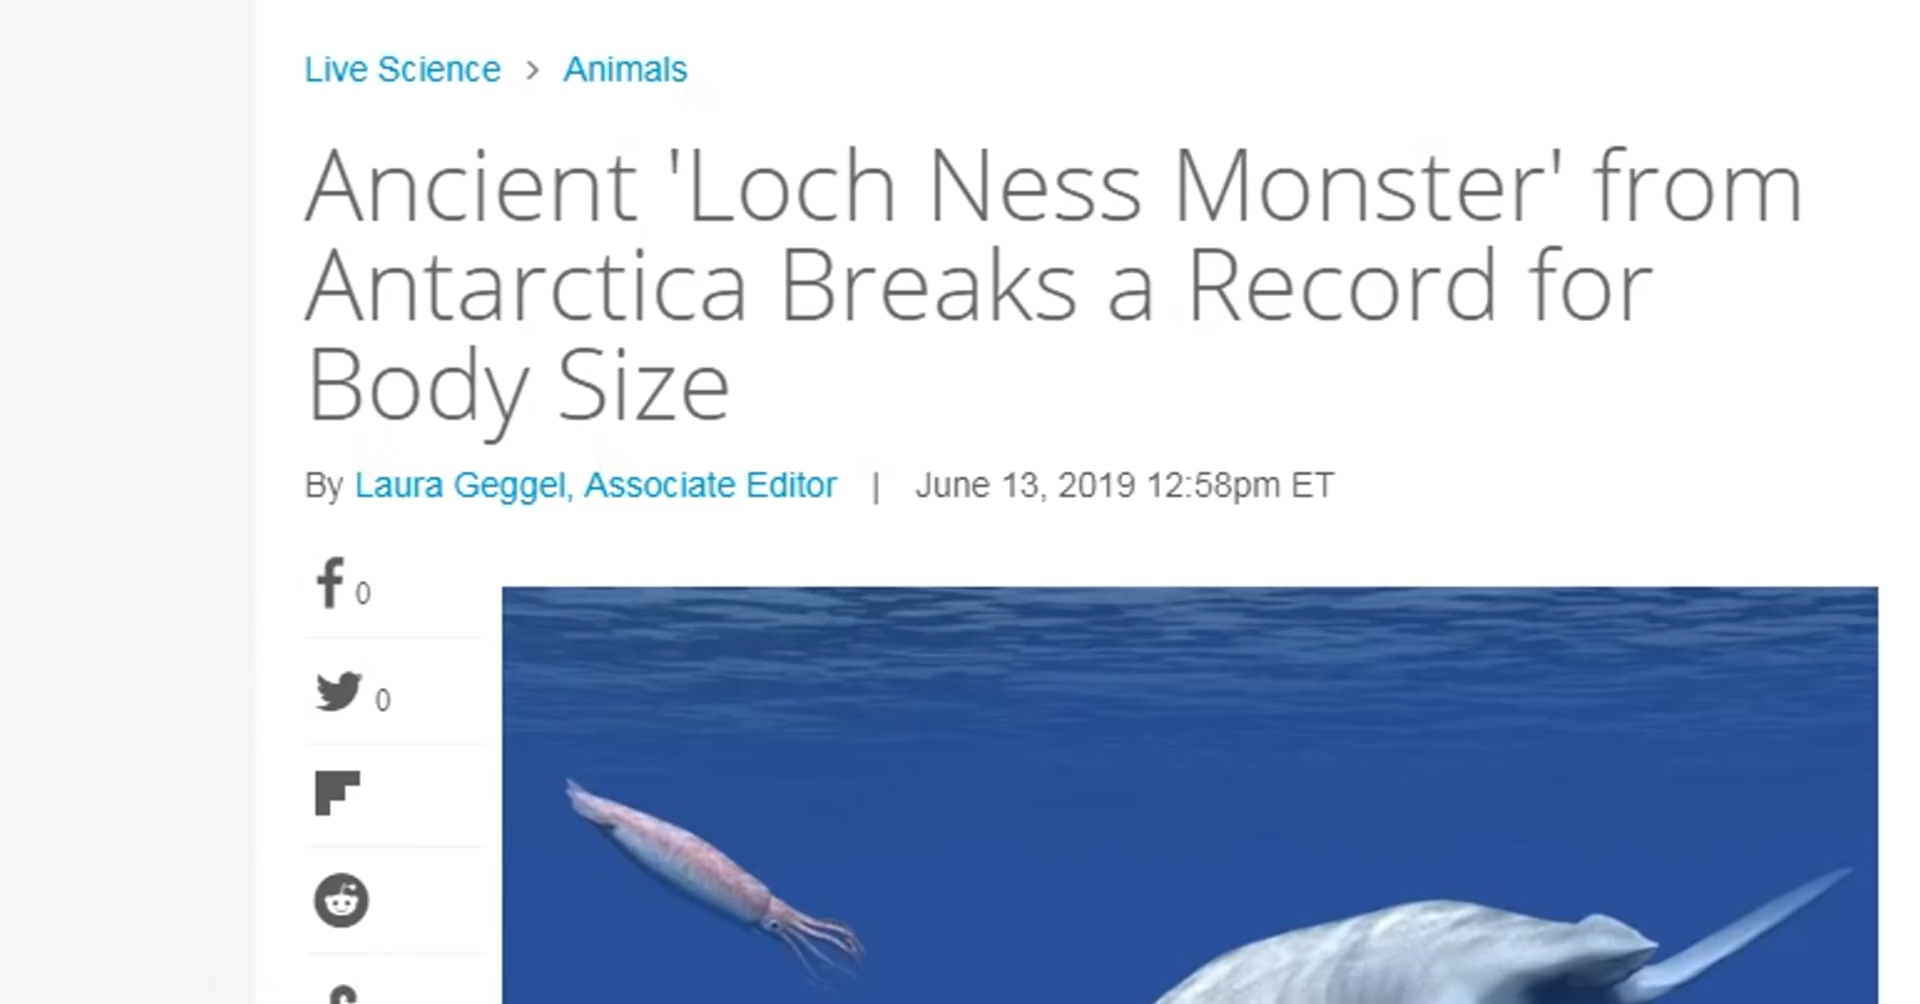 Live Science > Animals
Ancient 'Loch Ness Monster' from
Antarctica Breaks a Record for
Body Size
By Laura Geggel, Associate Editor | June 13, 2019 12:58pm ET
0
0